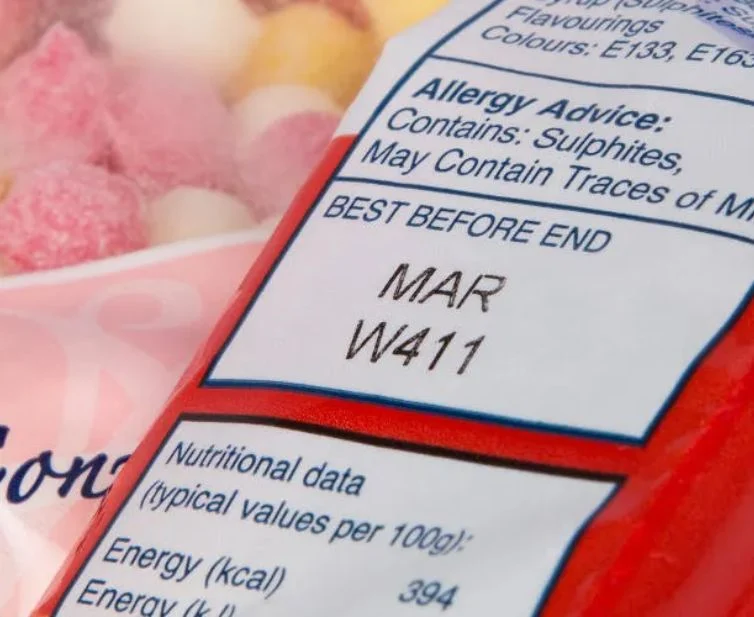 Flavourings
Colours: E133, E163
Allergy Advice:
Contains: Sulphites,
May Contain Traces of M
BEST BEFORE END
MAR
W411
Nutritional data
(typical values per 100g):
Energy (kcal) 394
Energy